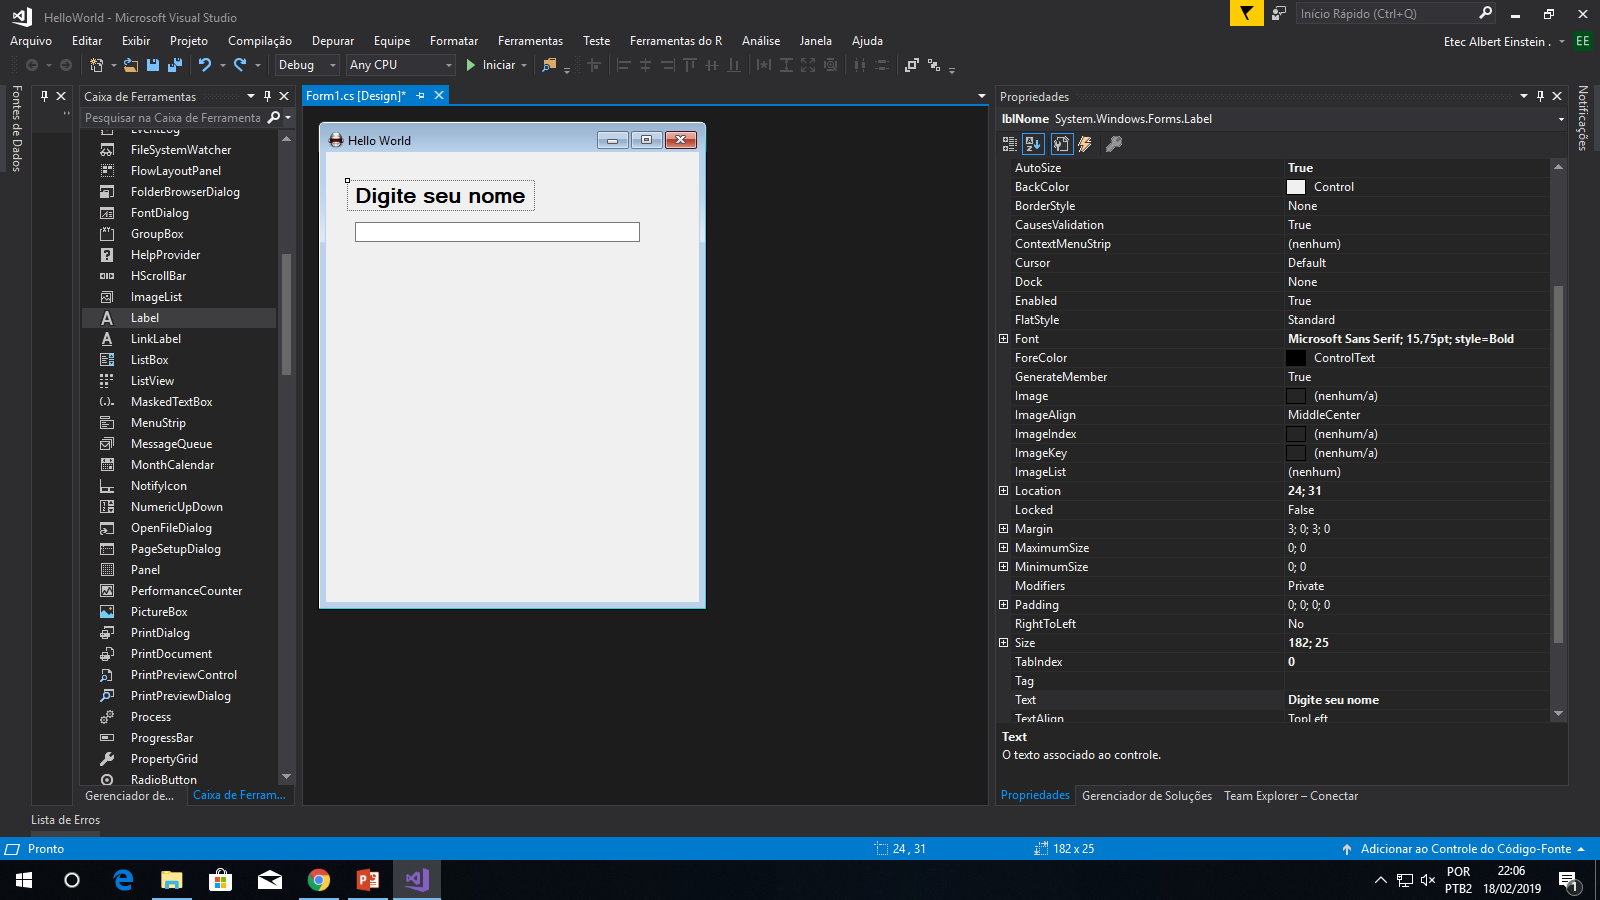 HelloWorld - Microsoft Visual Studio
Início Rápido (Ctrl+Q)
Arquivo Editar Exibir Projeto Compilação Depurar Equipe Formatar Ferramentas Teste Ferramentas do R Análise Janela Ajuda
Etec Albert Einstein . EE
Debug Any CPU Iniciar
Fontes de Dados
Caixa de Ferramentas
Pesquisar na Caixa de Ferramenta
EventLog
FileSystemWatcher
FlowLayoutPanel
FolderBrowserDialog
FontDialog
GroupBox
HelpProvider
HScrollBar
ImageList
Label
LinkLabel
ListBox
ListView
MaskedTextBox
MenuStrip
MessageQueue
MonthCalendar
NotifyIcon
NumericUpDown
OpenFileDialog
PageSetupDialog
Panel
PerformanceCounter
PictureBox
PrintDialog
PrintDocument
PrintPreviewControl
PrintPreviewDialog
Process
ProgressBar
PropertyGrid
RadioButton
Gerenciador de... Caixa de Ferram...
Form1.cs [Design]*
Hello World
Digite seu nome
Propriedades
lblNome System.Windows.Forms.Label
AutoSize True
BackColor Control
BorderStyle None
CausesValidation True
ContextMenuStrip (nenhum)
Cursor Default
Dock None
Enabled True
FlatStyle Standard
Font Microsoft Sans Serif; 15,75pt; style=Bold
ForeColor ControlText
GenerateMember True
Image (nenhum/a)
ImageAlign MiddleCenter
ImageIndex (nenhum/a)
ImageKey (nenhum/a)
ImageList (nenhum)
Location 24; 31
Locked False
Margin 3; 0; 3; 0
MaximumSize 0; 0
MinimumSize 0; 0
Modifiers Private
Padding 0; 0; 0; 0
RightToLeft No
Size 182; 25
TabIndex 0
Tag
Text Digite seu nome
TextAlign TopLeft
Text
O texto associado ao controle.
Propriedades Gerenciador de Soluções Team Explorer – Conectar
Notificações
Lista de Erros
Pronto 24 , 31 182 x 25 Adicionar ao Controle do Código-Fonte
POR
PTB2
22:06
18/02/2019
1